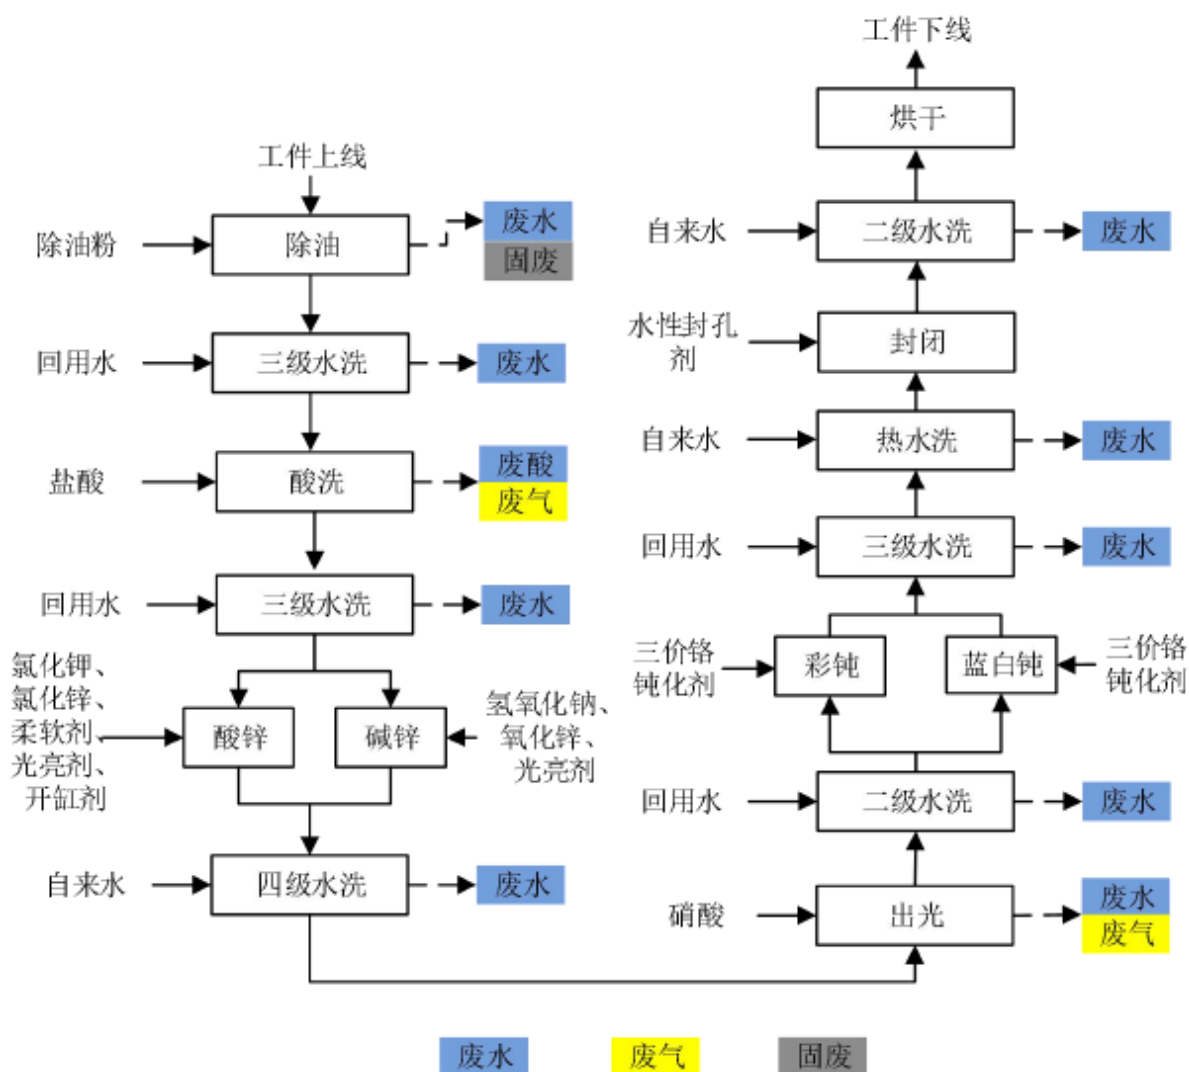 工件上线
除油粉
除油
废水
固废
回用水
三级水洗
废水
盐酸
酸洗
废酸
废气
回用水
三级水洗
废水
氯化钾、
氯化锌、
柔软剂、
光亮剂、
开缸剂
酸锌
碱锌
氢氧化钠、
氧化锌、
光亮剂
自来水
四级水洗
废水
工件下线
烘干
自来水
二级水洗
废水
水性封孔
剂
封闭
自来水
热水洗
废水
回用水
三级水洗
废水
三价铬
钝化剂
彩钝
蓝白钝
三价铬
钝化剂
回用水
二级水洗
废水
硝酸
出光
废水
废气
废水
废气
固废